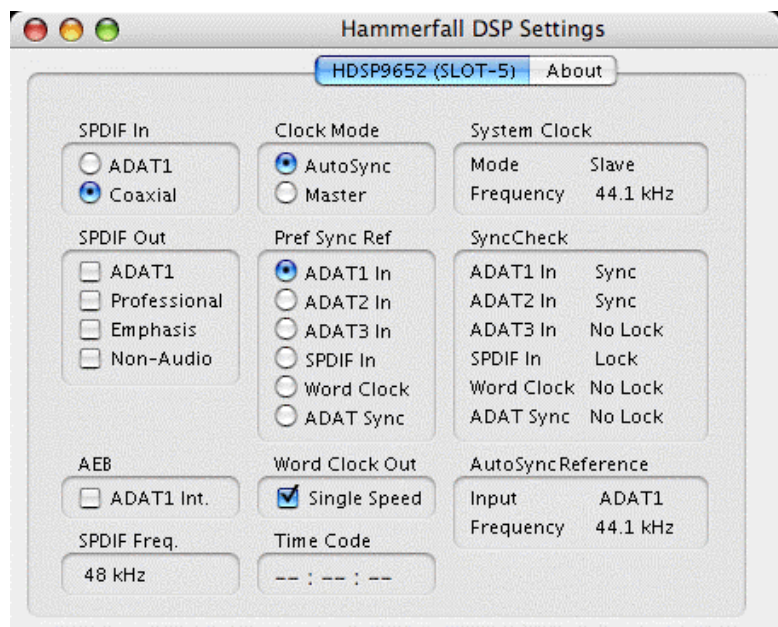 Hammerfall DSP Settings
HDSP9652 (SLOT-5) About
SPDIF In
ADAT1
Coaxial
Clock Mode
AutoSync
Master
System Clock
Mode Slave
Frequency 44.1 kHz
SPDIF Out
ADAT1
Professional
Emphasis
Non-Audio
Pref Sync Ref
ADAT1 In
ADAT2 In
ADAT3 In
SPDIF In
Word Clock
ADAT Sync
SyncCheck
ADAT1 In Sync
ADAT2 In Sync
ADAT3 In No Lock
SPDIF In Lock
Word Clock No Lock
ADAT Sync No Lock
AEB
ADAT1 Int.
Word Clock Out
Single Speed
AutoSyncReference
Input ADAT1
Frequency 44.1 kHz
SPDIF Freq.
48 kHz
Time Code
-- : -- : --